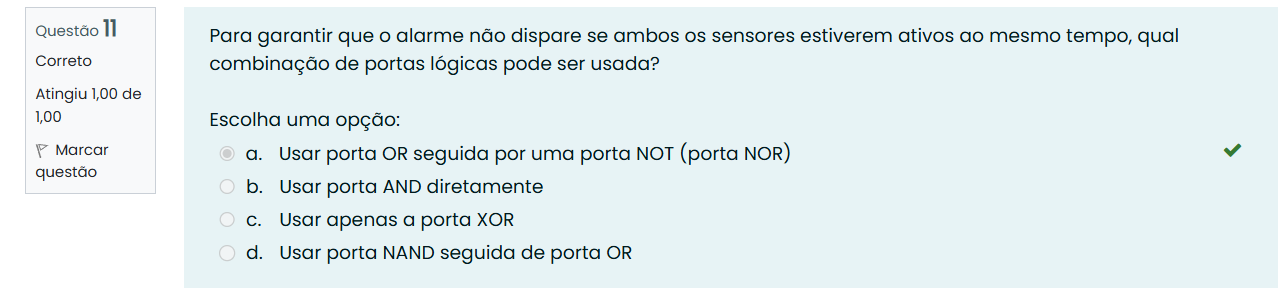 Questão 11
Correto
Atingiu 1,00 de
1,00
Marcar
questão
Para garantir que o alarme não dispare se ambos os sensores estiverem ativos ao mesmo tempo, qual
combinação de portas lógicas pode ser usada?
Escolha uma opção:
a. Usar porta OR seguida por uma porta NOT (porta NOR)
b. Usar porta AND diretamente
c. Usar apenas a porta XOR
d. Usar porta NAND seguida de porta OR